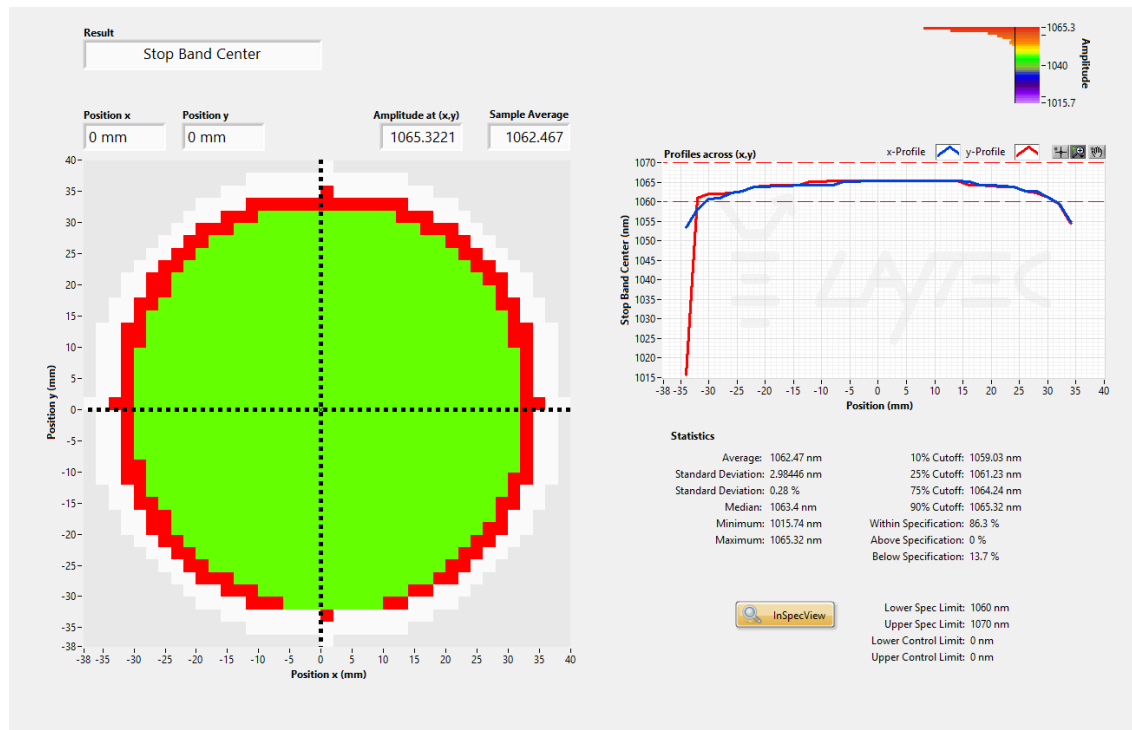 Result
Stop Band Center
Position x
Position y
Amplitude at (x,y)
Sample Average
0 mm
0 mm
1065.3221
1062.467
40
35
30
25
20
15
10
5
0
-5
-10
-15
-20
-25
-30
-35
-38
Position y (mm)
-38 -35 -30 -25 -20 -15 -10 -5 0 5 10 15 20 25 30 35 40
Position x (mm)
1065.3
1040
1015.7
Amplitude
Profiles across (x,y)
x-Profile
y-Profile
1070
1065
1060
1055
1050
1045
1040
1035
1030
1025
1020
1015
Stop Band Center (nm)
LAYTEC
-38 -35 -30 -25 -20 -15 -10 -5 0 5 10 15 20 25 30 35 40
Position (mm)
Statistics
Average: 1062.47 nm
Standard Deviation: 2.98446 nm
Standard Deviation: 0.28 %
Median: 1063.4 nm
Minimum: 1015.74 nm
Maximum: 1065.32 nm
10% Cutoff: 1059.03 nm
25% Cutoff: 1061.23 nm
75% Cutoff: 1064.24 nm
90% Cutoff: 1065.32 nm
Within Specification: 86.3 %
Above Specification: 0 %
Below Specification: 13.7 %
InSpecView
Lower Spec Limit: 1060 nm
Upper Spec Limit: 1070 nm
Lower Control Limit: 0 nm
Upper Control Limit: 0 nm